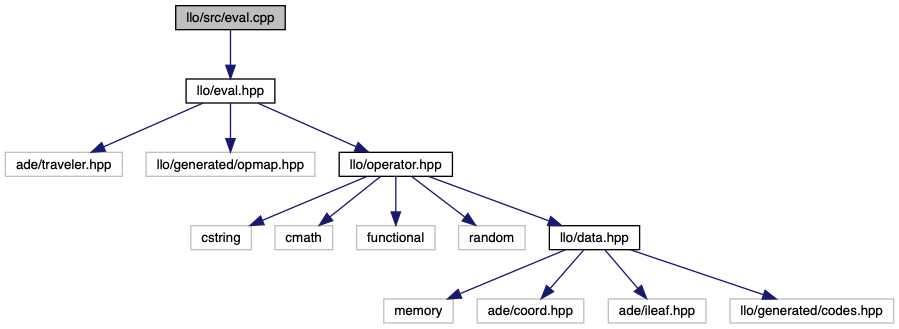 llo/src/eval.cpp
llo/eval.hpp
ade/traveler.hpp
llo/generated/opmap.hpp
llo/operator.hpp
cstring
cmath
functional
random
llo/data.hpp
memory
ade/coord.hpp
ade/ileaf.hpp
llo/generated/codes.hpp